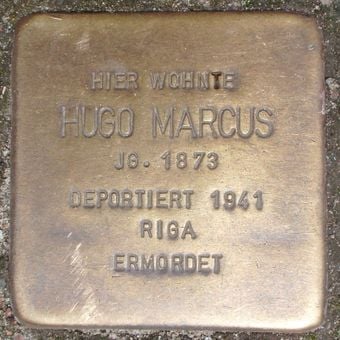 HIER WOHNTE
HUGO MARCUS
JG. 1873
DEPORTIERT 1941
RIGA
ERMORDET